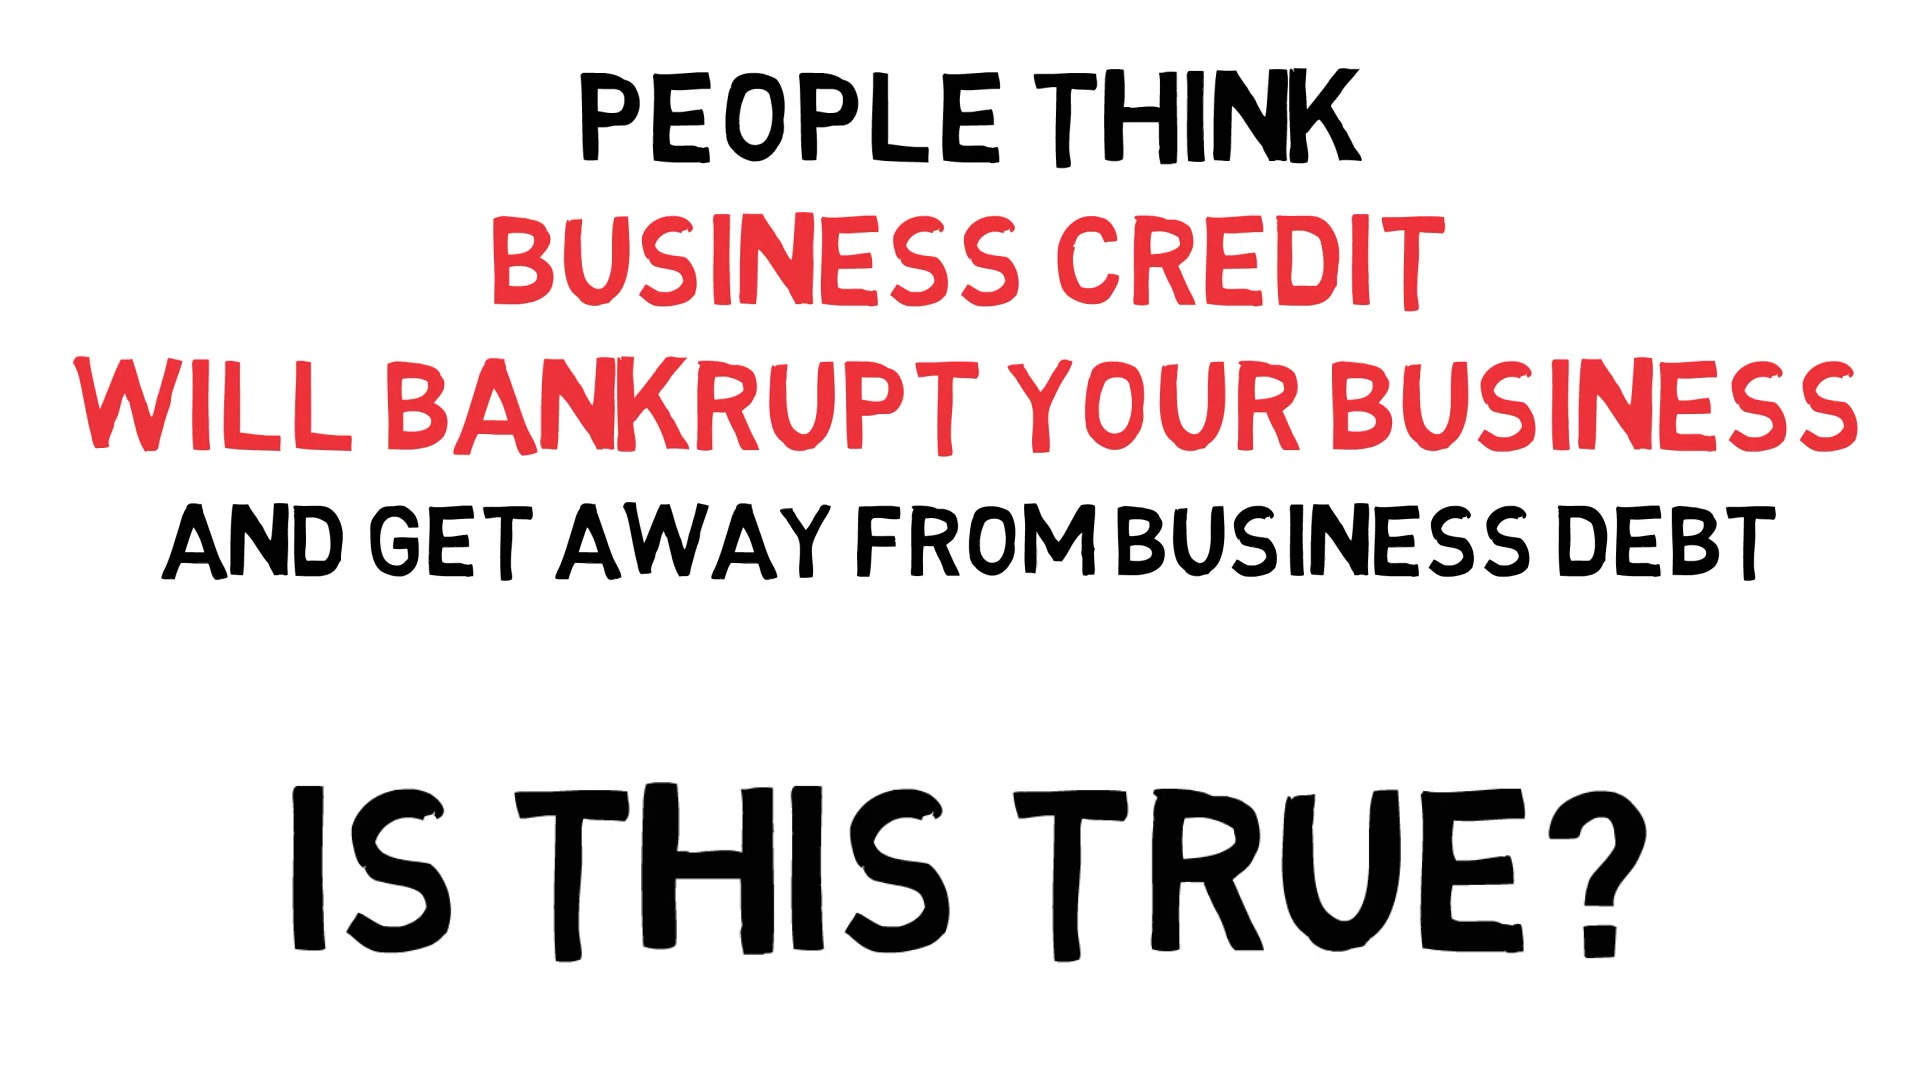 PEOPLE THINK
BUSINESS CREDIT
WILL BANKRUPT YOUR BUSINESS
AND GET AWAY FROM BUSINESS DEBT
IS THIS TRUE?